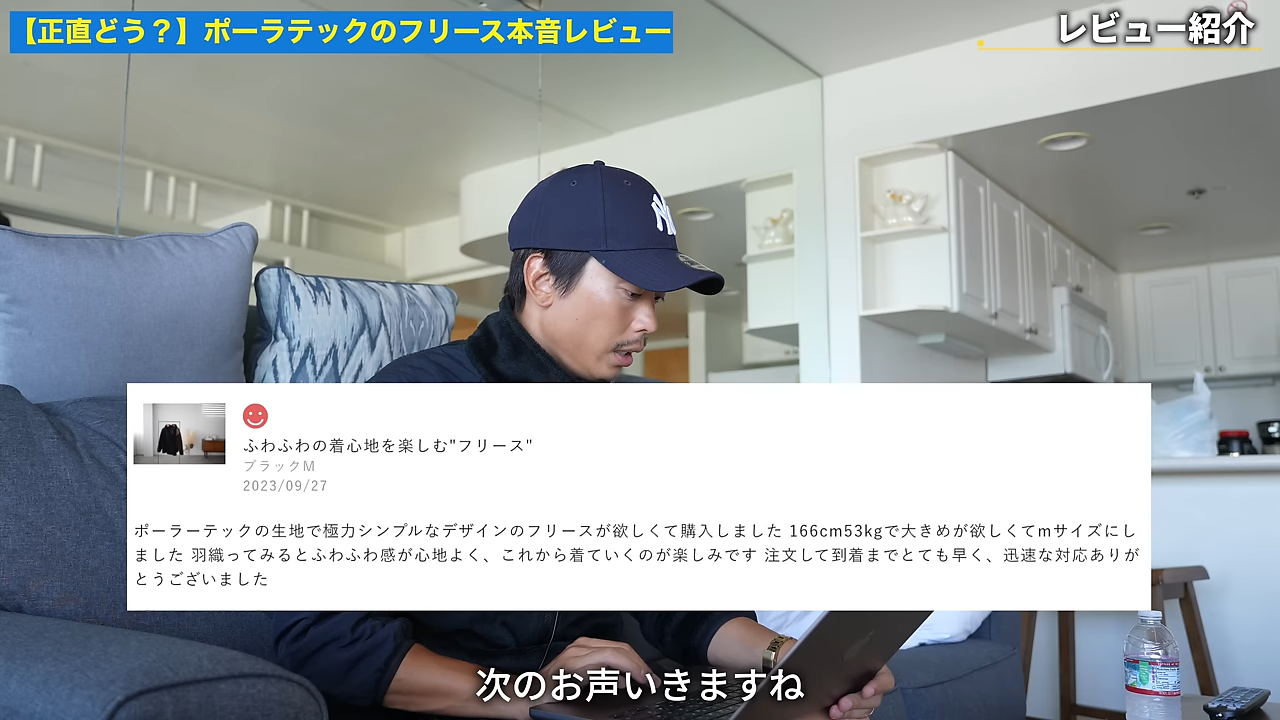 【正直どう？】ポーラテックのフリース本音レビュー
レビュー紹介
NY
ふわふわの着心地を楽しむ"フリース"
ブラックM
2023/09/27
ポーラーテックの生地で極力シンプルなデザインのフリースが欲しくて購入しました 166cm53kgで大きめが欲しくてmサイズにし
ました 羽織ってみるとふわふわ感が心地よく、これから着ていくのが楽しみです 注文して到着までとても早く、迅速な対応ありが
とうございました
次のお声いきますね